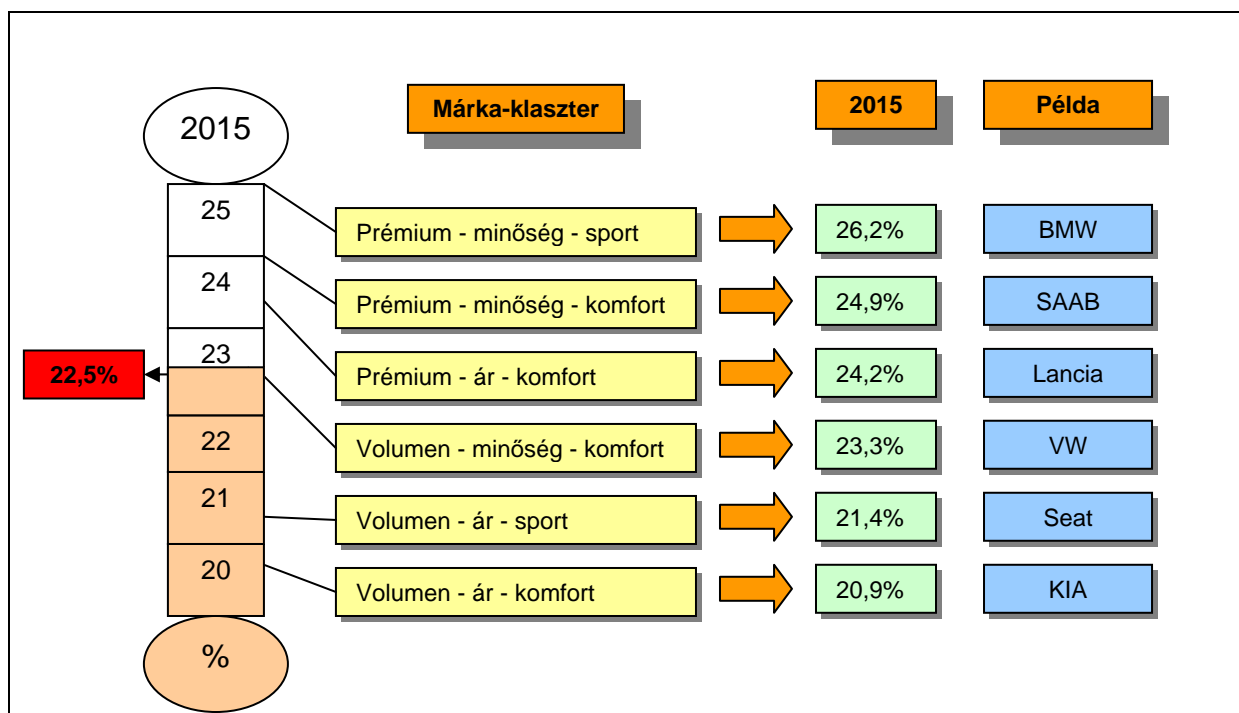 2015
Márka-klaszter
2015
Példa
25
Prémium - minőség - sport
26,2%
BMW
24
Prémium - minőség - komfort
24,9%
SAAB
23
22,5%
Prémium - ár - komfort
24,2%
Lancia
22
Volumen - minőség - komfort
23,3%
VW
21
Volumen - ár - sport
21,4%
Seat
20
Volumen - ár - komfort
20,9%
KIA
%